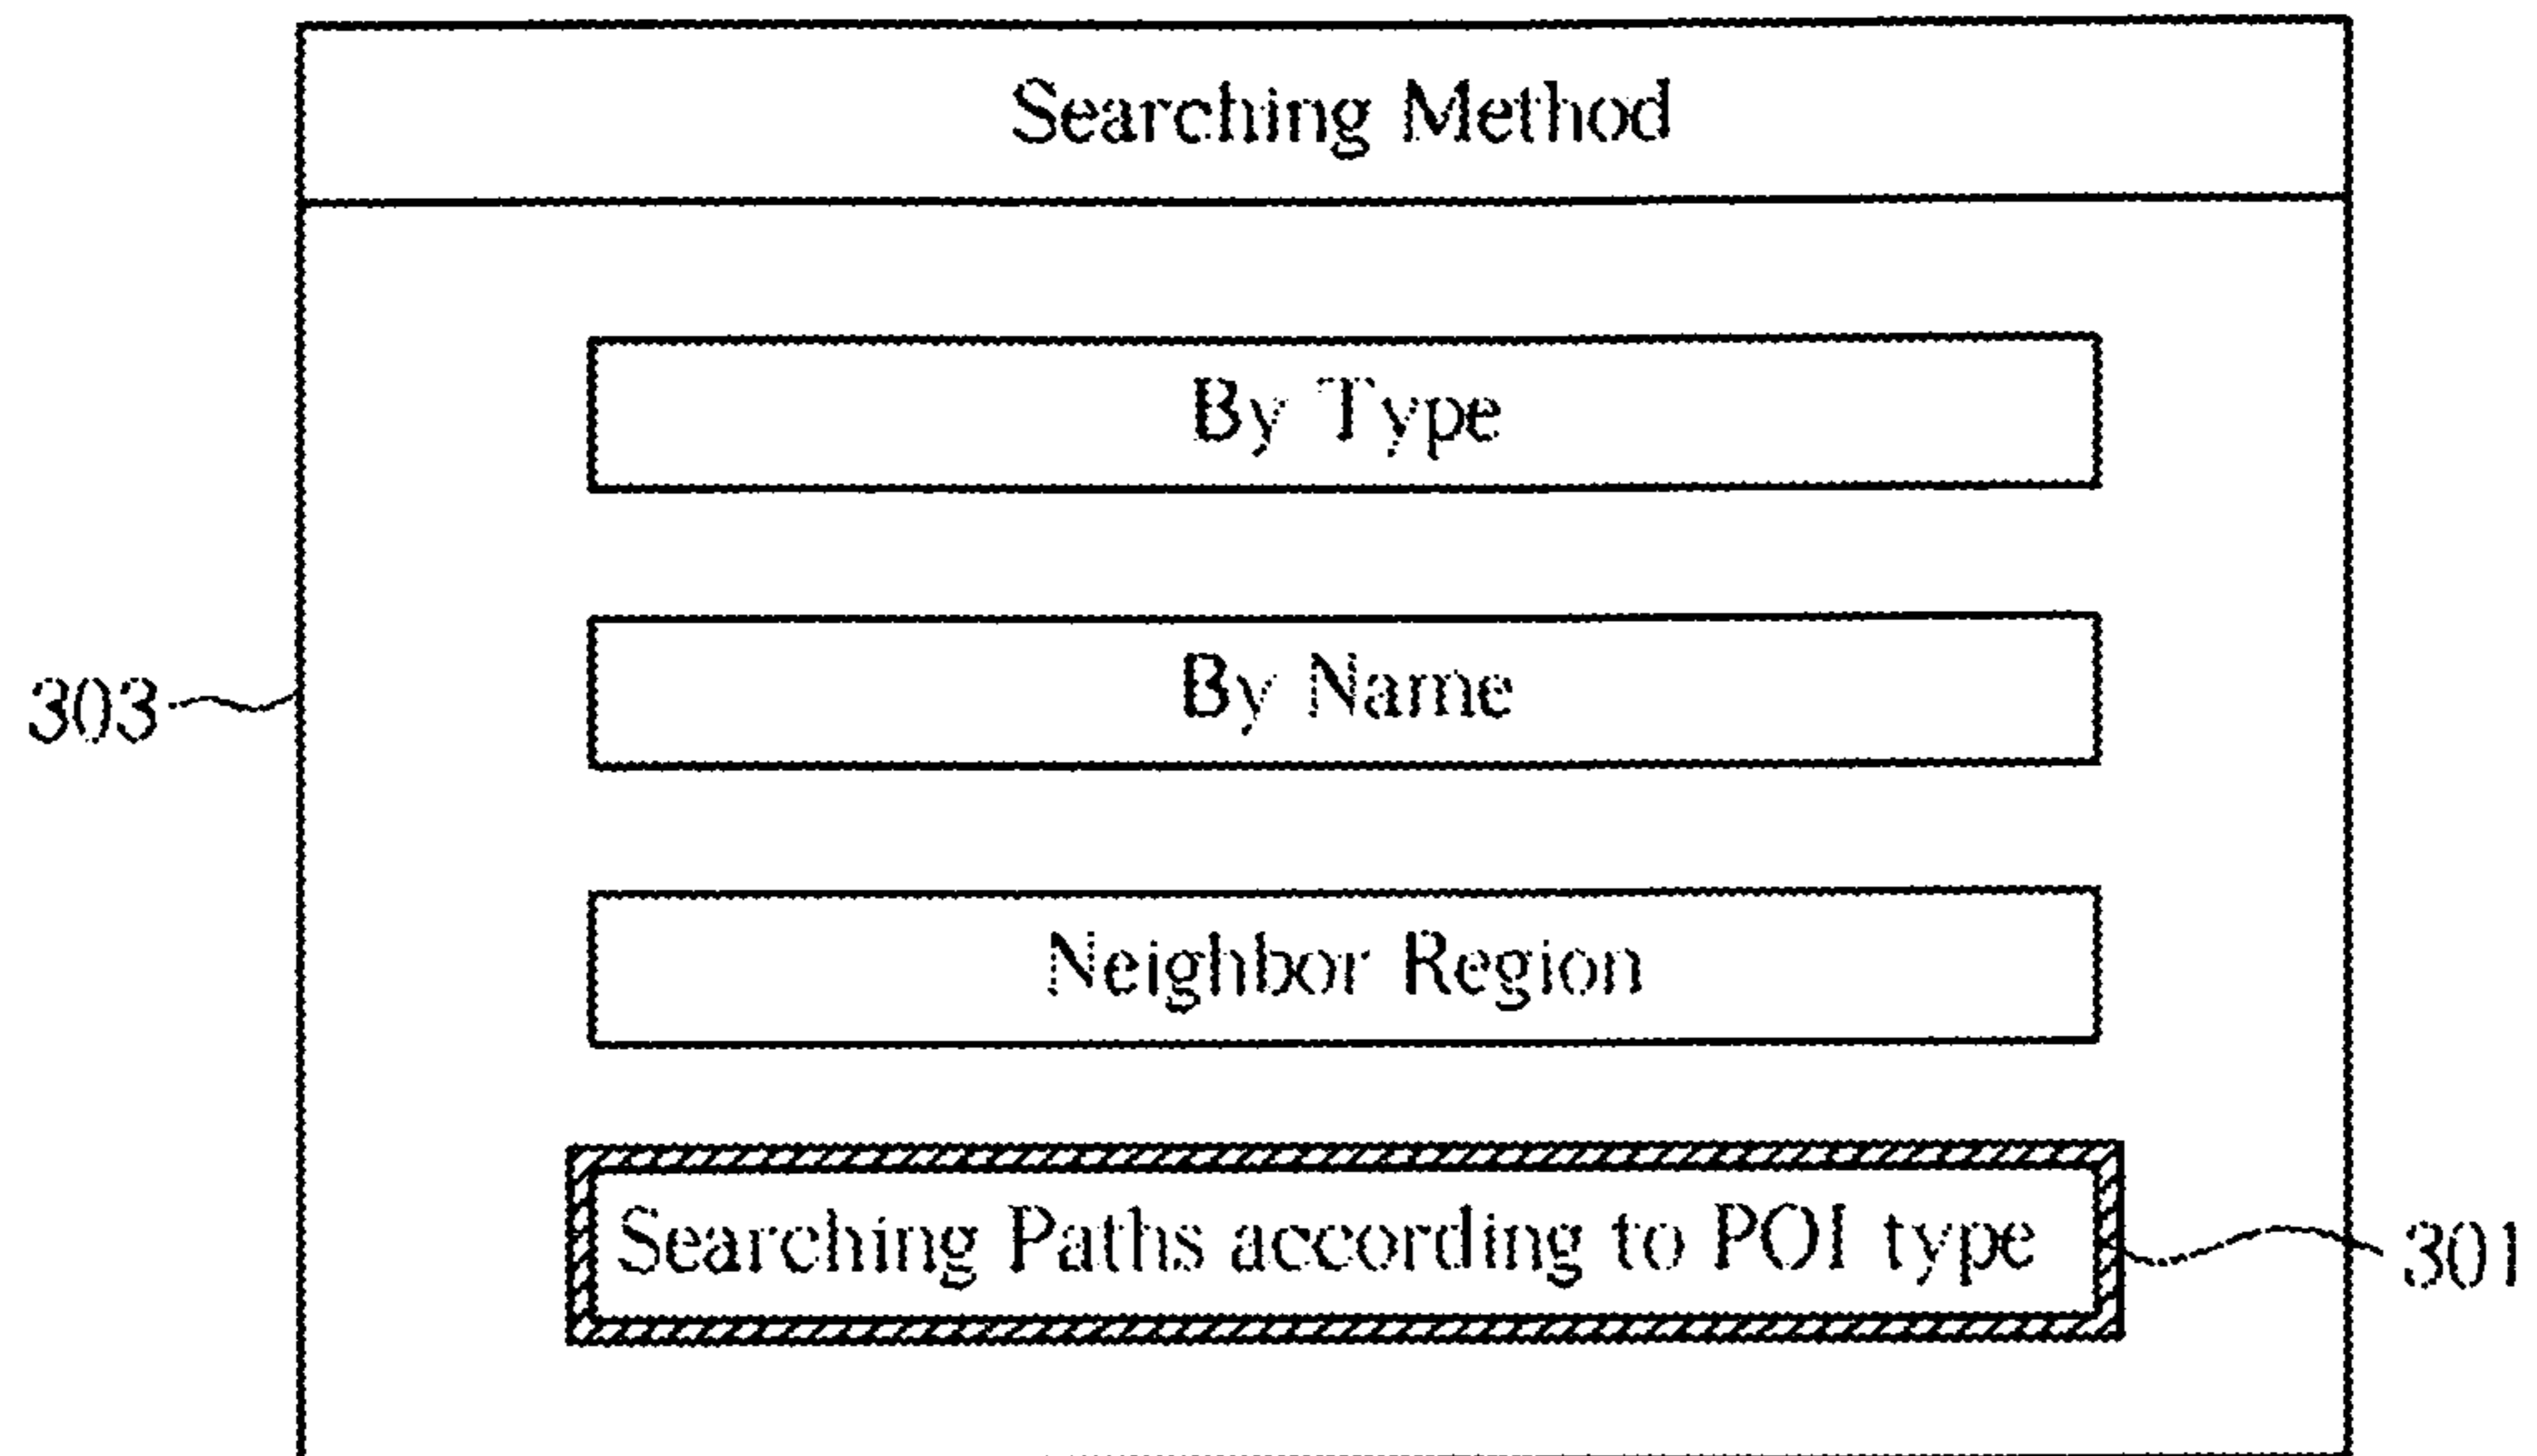 Searching Method
By Type
By Name
303
Neighbor Region
Searching Paths according to POI type
301